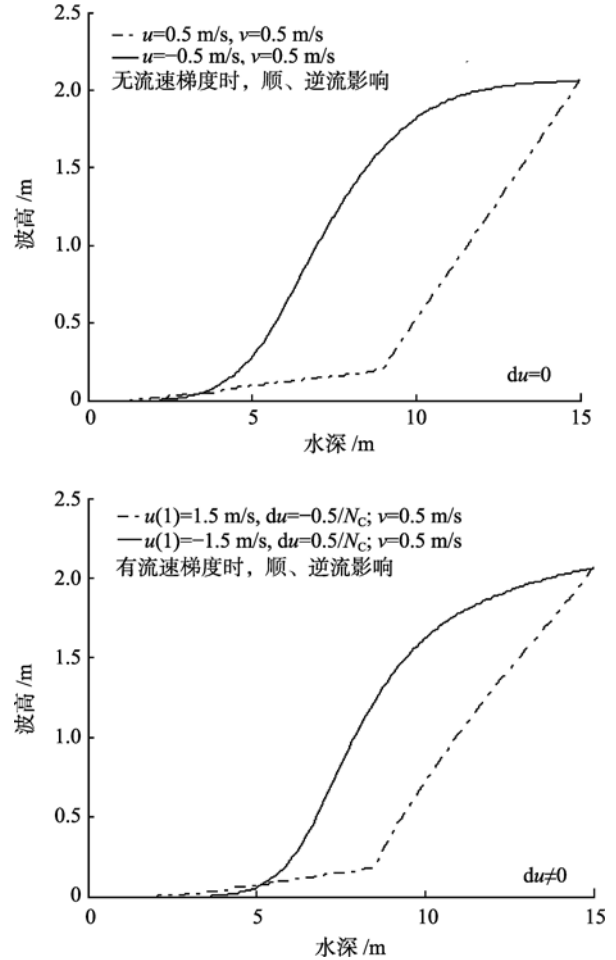 2.5
u=0.5 m/s, v=0.5 m/s
u=−0.5 m/s, v=0.5 m/s
无流速梯度时，顺、逆流影响
2.0
1.5
波高 /m
1.0
0.5
du=0
0
0 5 10 15
水深 /m
2.5
u(1)=1.5 m/s, du=−0.5/N_C; v=0.5 m/s
u(1)=−1.5 m/s, du=0.5/N_C; v=0.5 m/s
有流速梯度时，顺、逆流影响
2.0
1.5
波高 /m
1.0
0.5
du≠0
0
0 5 10 15
水深 /m